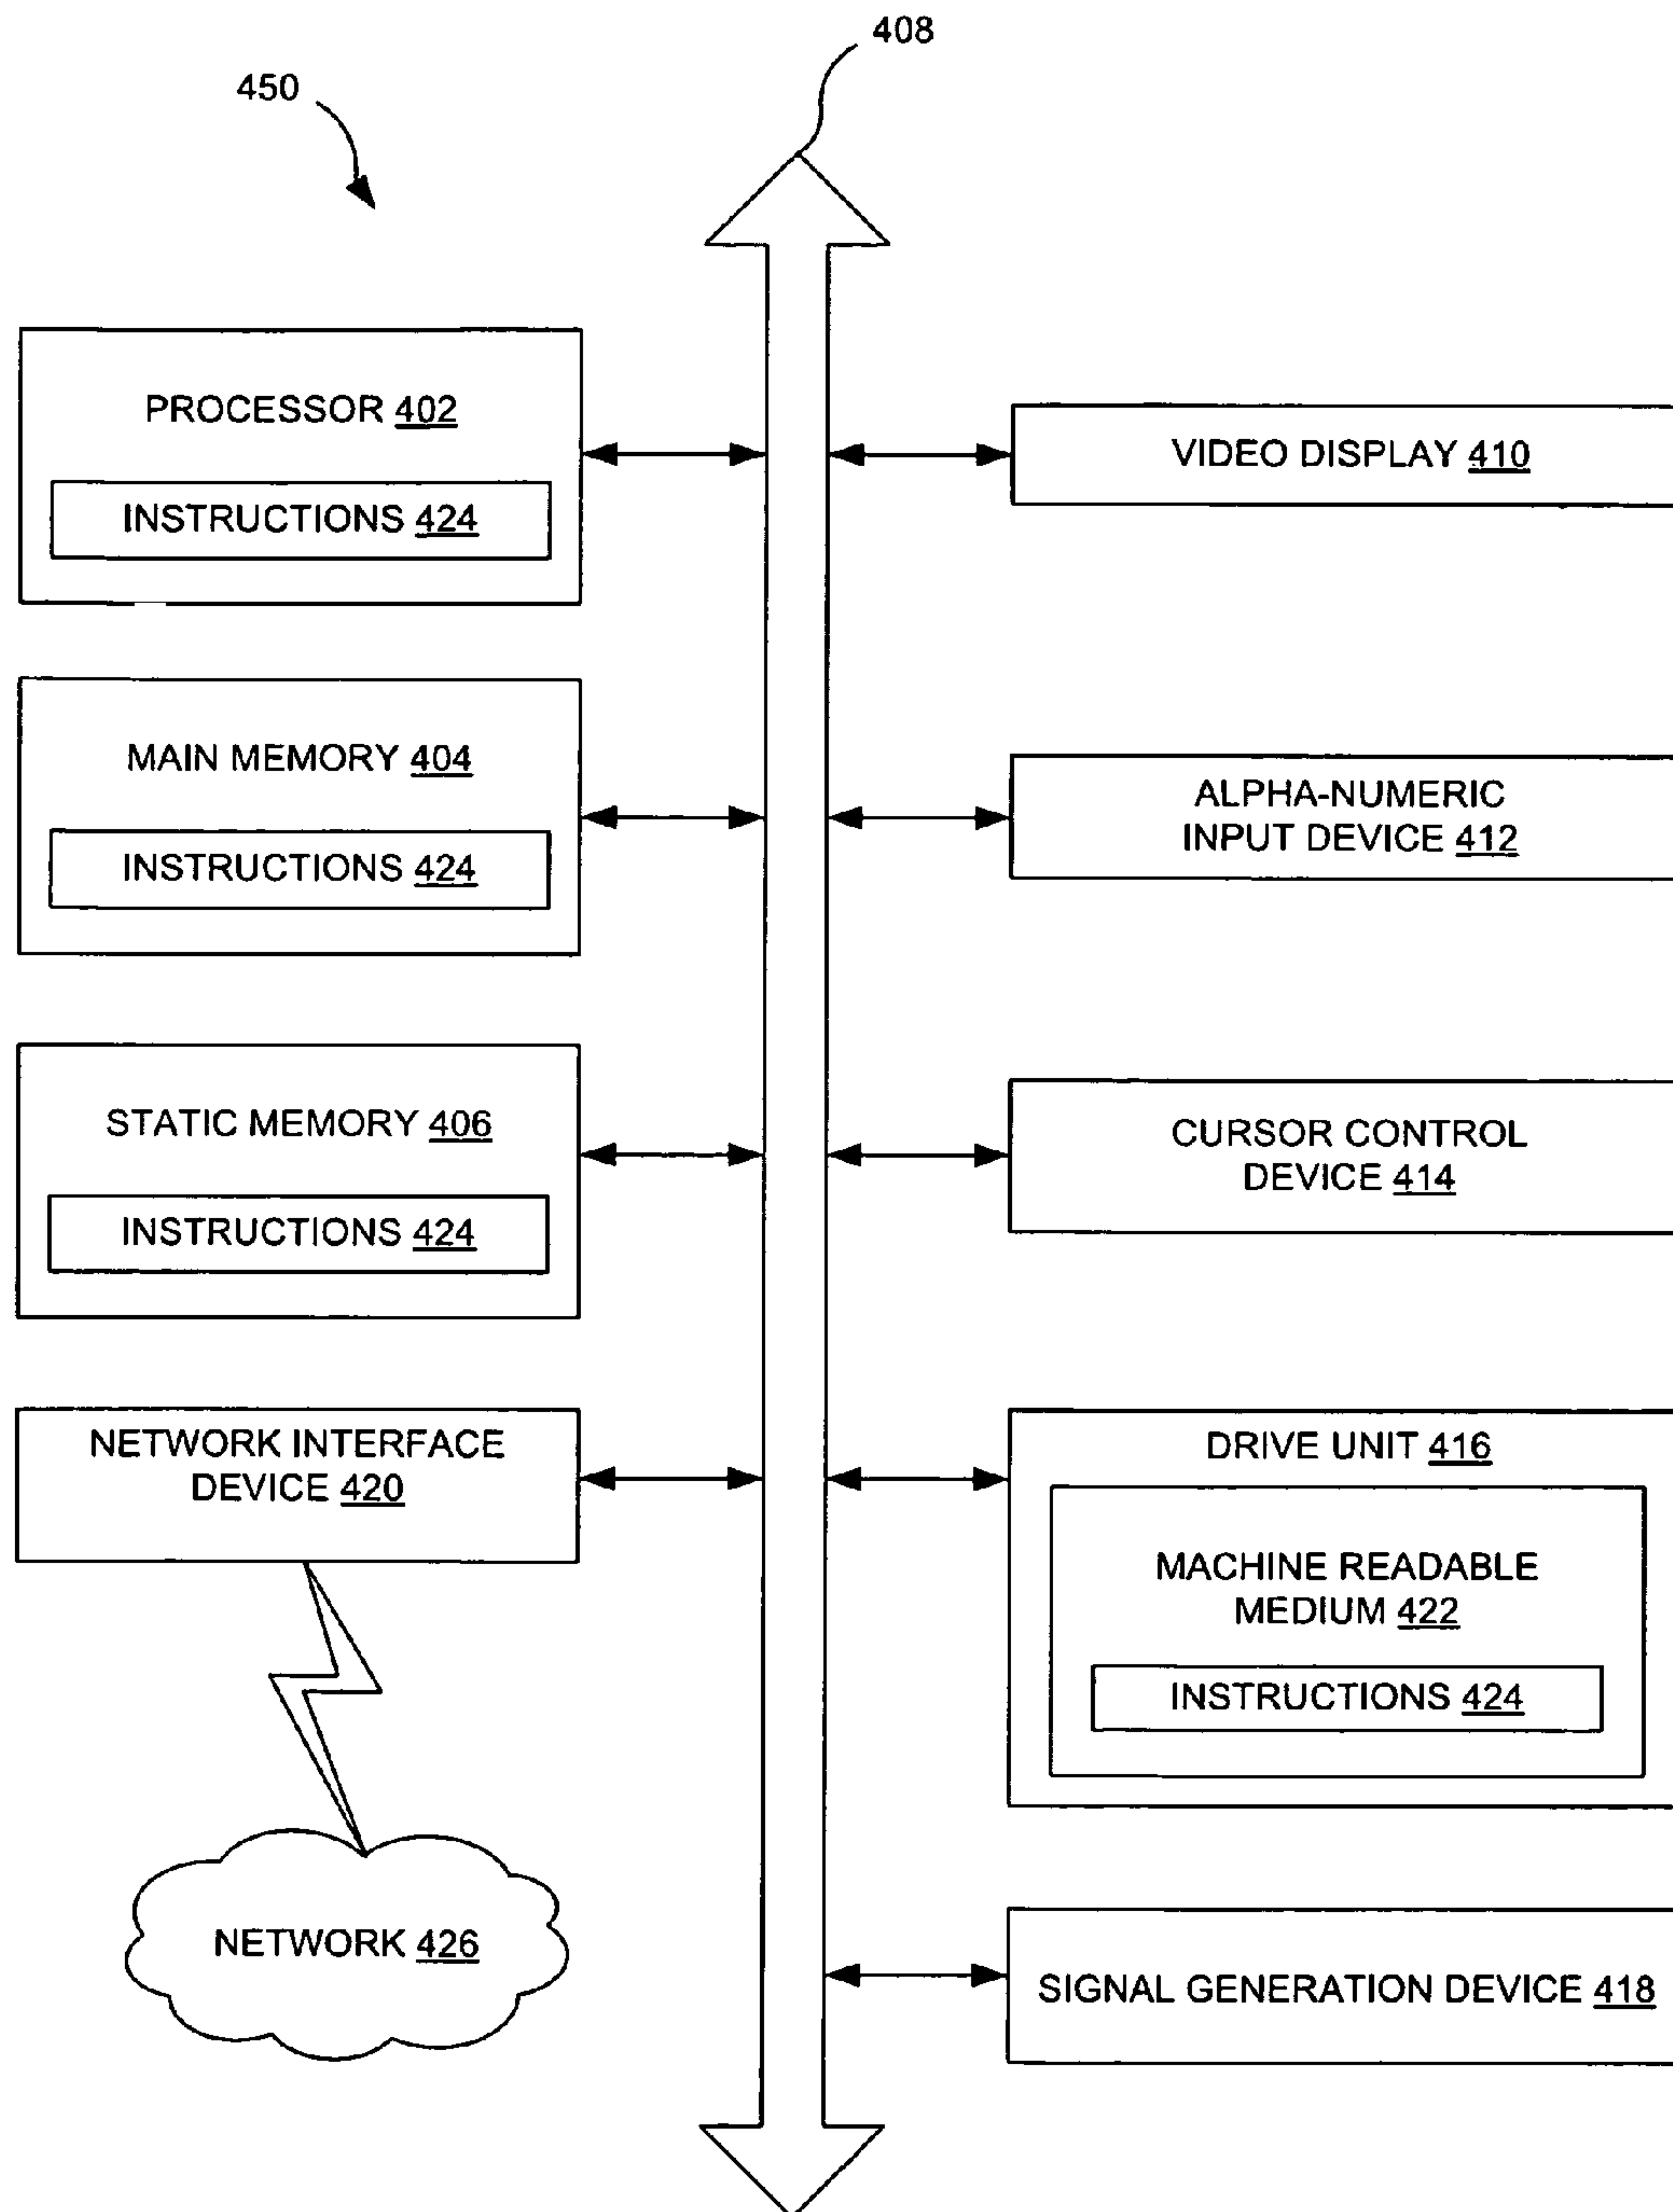 408
450
PROCESSOR 402
INSTRUCTIONS 424
VIDEO DISPLAY 410
MAIN MEMORY 404
INSTRUCTIONS 424
ALPHA-NUMERIC
INPUT DEVICE 412
STATIC MEMORY 406
INSTRUCTIONS 424
CURSOR CONTROL
DEVICE 414
NETWORK INTERFACE
DEVICE 420
DRIVE UNIT 416
MACHINE READABLE
MEDIUM 422
INSTRUCTIONS 424
NETWORK 426
SIGNAL GENERATION DEVICE 418